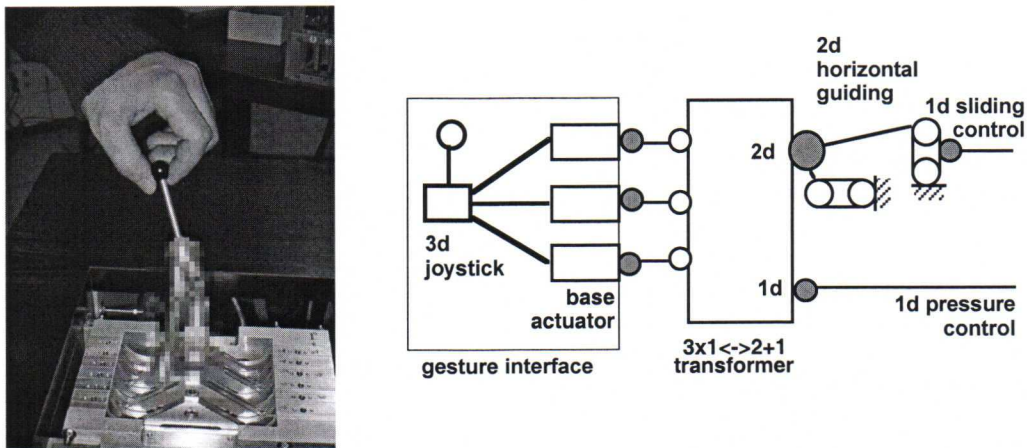 2d
horizontal
guiding
1d sliding
control
2d
3d
joystick
base
actuator
1d
1d pressure
control
gesture interface
3x1<->2+1
transformer